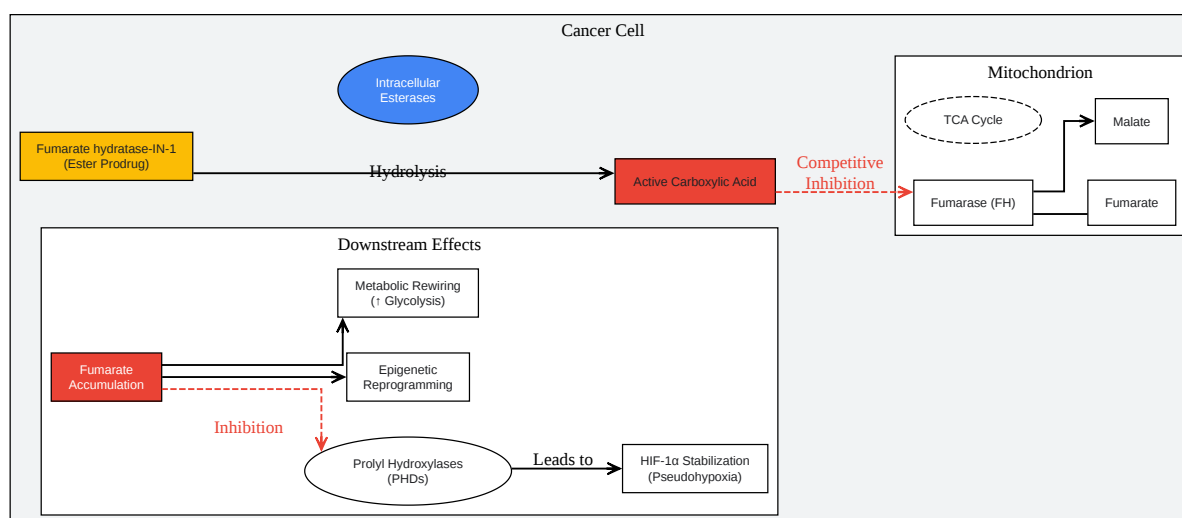 Cancer Cell
Intracellular
Esterases
Mitochondrion
TCA Cycle
Malate
Fumarate hydratase-IN-1
(Ester Prodrug)
Hydrolysis
Active Carboxylic Acid
Competitive
Inhibition
Fumarase (FH)
Fumarate
Downstream Effects
Metabolic Rewiring
(↑ Glycolysis)
Fumarate
Accumulation
Epigenetic
Reprogramming
Inhibition
Prolyl Hydroxylases
(PHDs)
Leads to
HIF-1α Stabilization
(Pseudohypoxia)